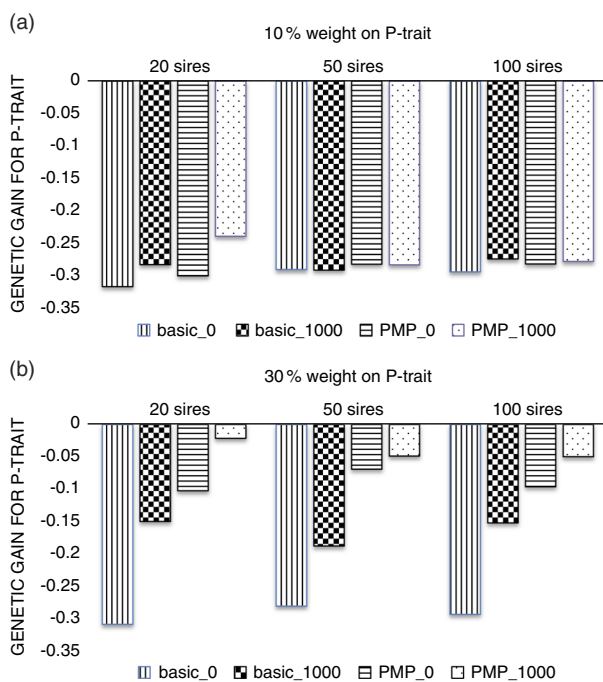 (a)
10 % weight on P-trait
20 sires 50 sires 100 sires
0
-0.05
-0.1
-0.15
-0.2
-0.25
-0.3
-0.35
GENETIC GAIN FOR P-TRAIT
basic_0 basic_1000 PMP_0 PMP_1000
(b)
30 % weight on P-trait
20 sires 50 sires 100 sires
0
-0.05
-0.1
-0.15
-0.2
-0.25
-0.3
-0.35
GENETIC GAIN FOR P-TRAIT
basic_0 basic_1000 PMP_0 PMP_1000